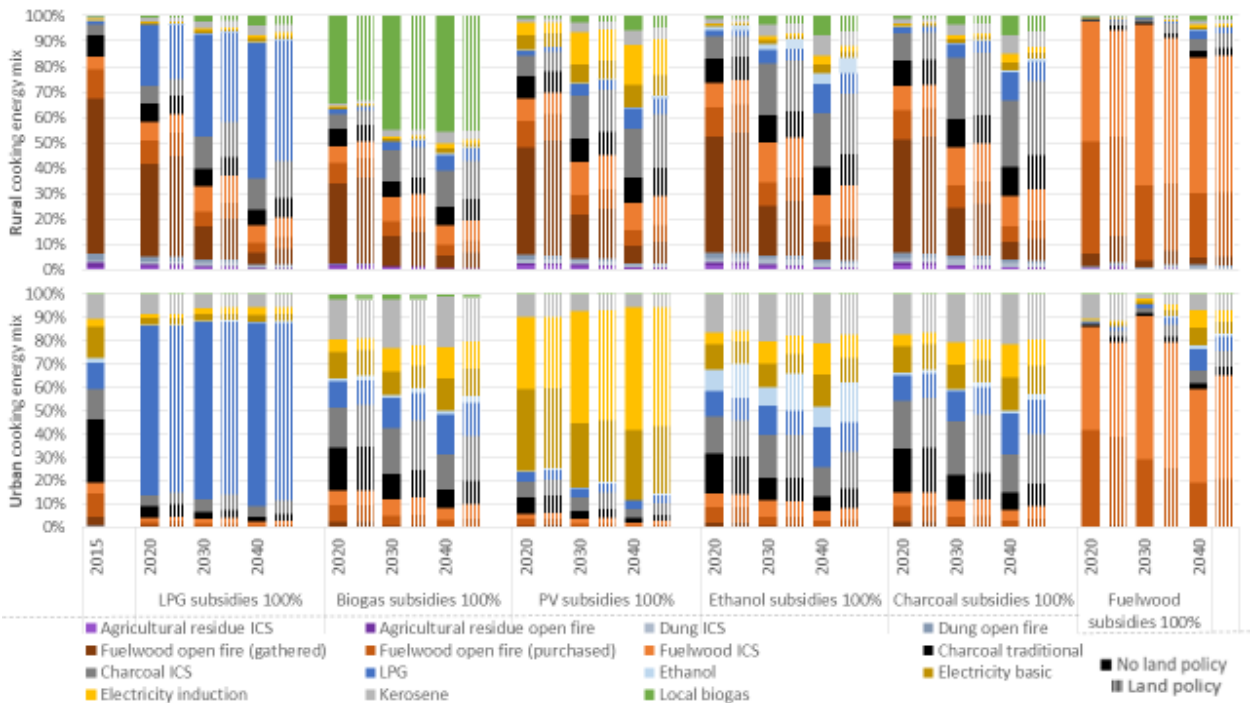 Rural cooking energy mix
100%
90%
80%
70%
60%
50%
40%
30%
20%
10%
0%
Urban cooking energy mix
100%
90%
80%
70%
60%
50%
40%
30%
20%
10%
0%
2015 2020 2030 2040 2020 2030 2040 2020 2030 2040 2020 2030 2040 2020 2030 2040 2020 2030 2040
LPG subsidies 100% Biogas subsidies 100% PV subsidies 100% Ethanol subsidies 100% Charcoal subsidies 100% Fuelwood subsidies 100%
Agricultural residue ICS Agricultural residue open fire Dung ICS Dung open fire
Fuelwood open fire (gathered) Fuelwood open fire (purchased) Fuelwood ICS Charcoal traditional
Charcoal ICS LPG Ethanol Electricity basic
Electricity induction Kerosene Local biogas
No land policy
Land policy